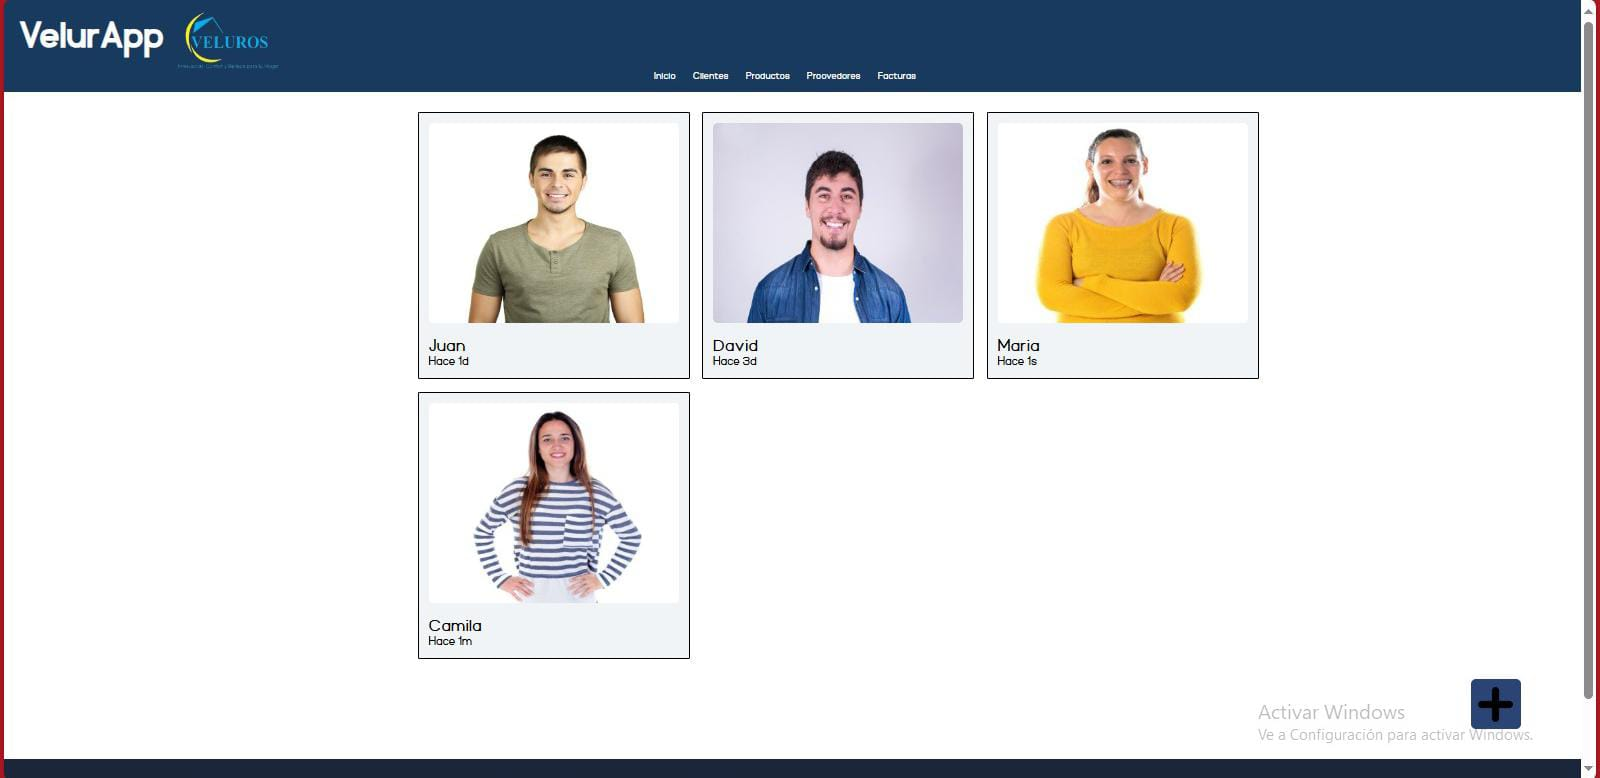 VelurApp
VELUROS
Inicio Clientes Productos Proovedores Facturas
Juan
Hace 1d
David
Hace 3d
Maria
Hace 1s
Camila
Hace 1m
Activar Windows
Ve a Configuración para activar Windows.